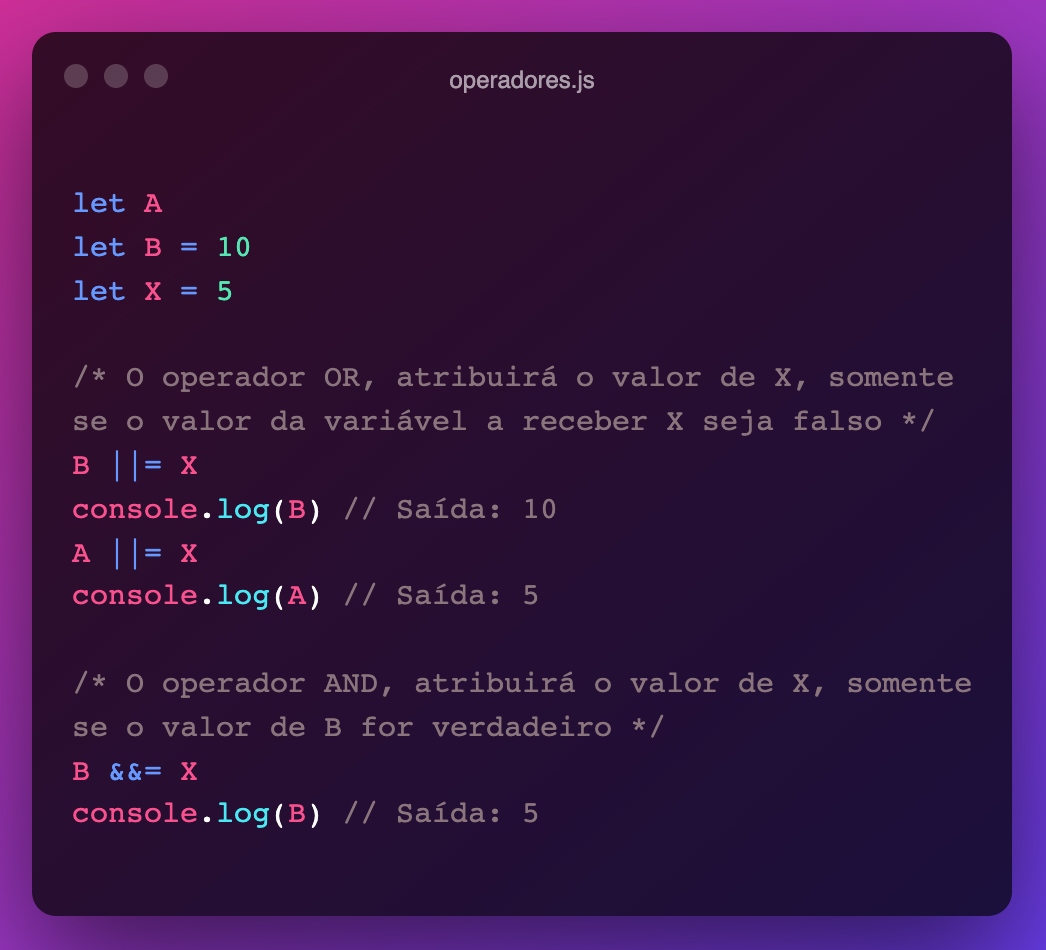 operadores.js
let A
let B = 10
let X = 5
/* O operador OR, atribuirá o valor de X, somente
se o valor da variável a receber X seja falso */
B ||= X
console.log(B) // Saída: 10
A ||= X
console.log(A) // Saída: 5
/* O operador AND, atribuirá o valor de X, somente
se o valor de B for verdadeiro */
B &&= X
console.log(B) // Saída: 5